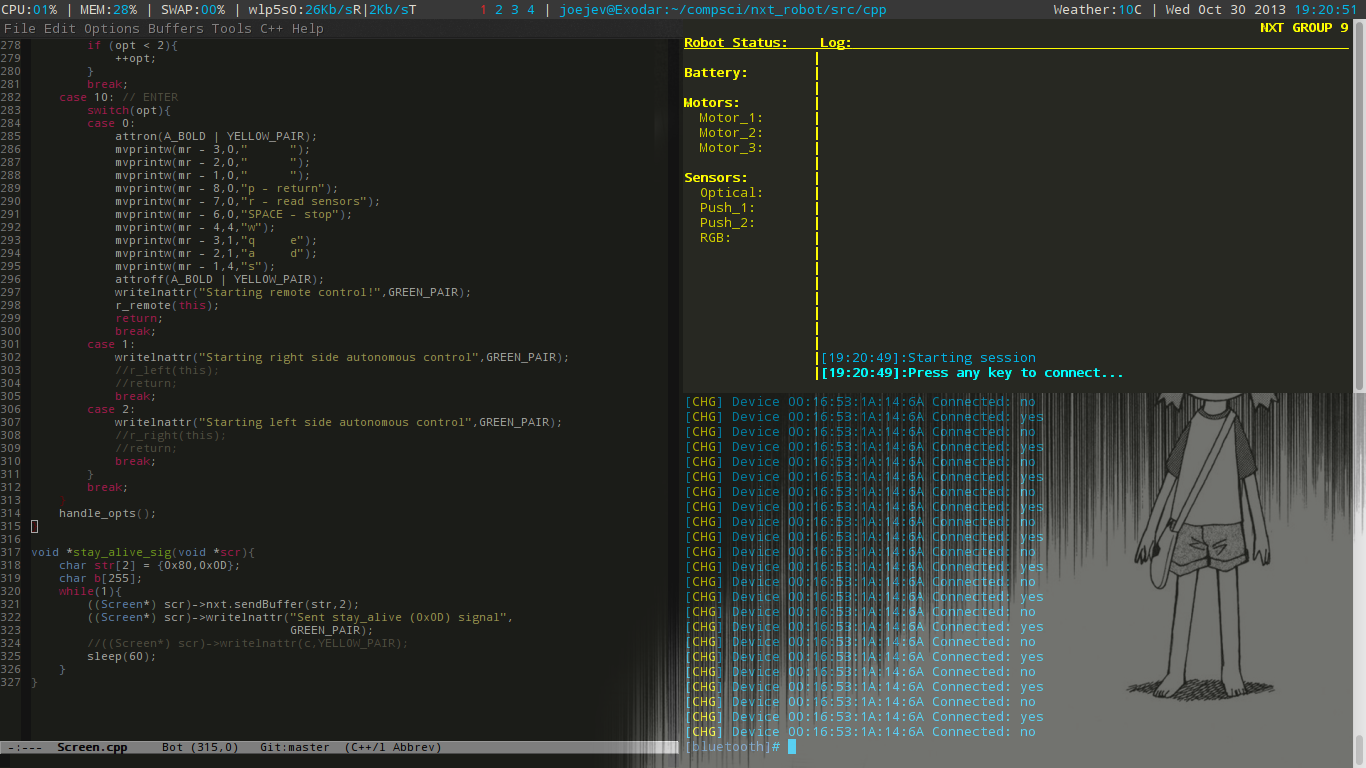 CPU:01% | MEM:28% | SWAP:00% | wlp5s0:26Kb/sR|2Kb/sT 1 2 3 4 | joejev@Exodar:~/compsci/nxt_robot/src/cpp Weather:10C | Wed Oct 30 2013 19:20:51
File Edit Options Buffers Tools C++ Help
278         if (opt < 2){
279             ++opt;
280         }
281         break;
282     case 10: // ENTER
283         switch(opt){
284         case 0:
285             attron(A_BOLD | YELLOW_PAIR);
286             mvprintw(mr - 3,0,"      ");
287             mvprintw(mr - 2,0,"      ");
288             mvprintw(mr - 1,0,"      ");
289             mvprintw(mr - 8,0,"p - return");
290             mvprintw(mr - 7,0,"r - read sensors");
291             mvprintw(mr - 6,0,"SPACE - stop");
292             mvprintw(mr - 4,4,"w");
293             mvprintw(mr - 3,1,"q     e");
294             mvprintw(mr - 2,1,"a     d");
295             mvprintw(mr - 1,4,"s");
296             attroff(A_BOLD | YELLOW_PAIR);
297             writelnattr("Starting remote control!",GREEN_PAIR);
298             r_remote(this);
299             return;
300             break;
301         case 1:
302             writelnattr("Starting right side autonomous control",GREEN_PAIR);
303             //r_left(this);
304             //return;
305             break;
306         case 2:
307             writelnattr("Starting left side autonomous control",GREEN_PAIR);
308             //r_right(this);
309             //return;
310             break;
311         }
312         break;
313     }
314     handle_opts();
315
316
317 void *stay_alive_sig(void *scr){
318     char str[2] = {0x80,0x0D};
319     char b[255];
320     while(1){
321         ((Screen*) scr)->nxt.sendBuffer(str,2);
322         ((Screen*) scr)->writelnattr("Sent stay_alive (0x0D) signal",
323                                      GREEN_PAIR);
324         //((Screen*) scr)->writelnattr(c,YELLOW_PAIR);
325         sleep(60);
326     }
327 }
-:---  Screen.cpp     Bot (315,0)   Git:master  (C++/l Abbrev)
NXT GROUP 9
Robot Status:    Log:
Battery:
Motors:
Motor_1:
Motor_2:
Motor_3:
Sensors:
Optical:
Push_1:
Push_2:
RGB:
[19:20:49]:Starting session
[19:20:49]:Press any key to connect...
[CHG] Device 00:16:53:1A:14:6A Connected: no
[CHG] Device 00:16:53:1A:14:6A Connected: yes
[CHG] Device 00:16:53:1A:14:6A Connected: no
[CHG] Device 00:16:53:1A:14:6A Connected: yes
[CHG] Device 00:16:53:1A:14:6A Connected: no
[CHG] Device 00:16:53:1A:14:6A Connected: yes
[CHG] Device 00:16:53:1A:14:6A Connected: no
[CHG] Device 00:16:53:1A:14:6A Connected: yes
[CHG] Device 00:16:53:1A:14:6A Connected: no
[CHG] Device 00:16:53:1A:14:6A Connected: yes
[CHG] Device 00:16:53:1A:14:6A Connected: no
[CHG] Device 00:16:53:1A:14:6A Connected: yes
[CHG] Device 00:16:53:1A:14:6A Connected: no
[CHG] Device 00:16:53:1A:14:6A Connected: yes
[CHG] Device 00:16:53:1A:14:6A Connected: no
[CHG] Device 00:16:53:1A:14:6A Connected: yes
[CHG] Device 00:16:53:1A:14:6A Connected: no
[CHG] Device 00:16:53:1A:14:6A Connected: yes
[CHG] Device 00:16:53:1A:14:6A Connected: no
[CHG] Device 00:16:53:1A:14:6A Connected: yes
[CHG] Device 00:16:53:1A:14:6A Connected: no
[CHG] Device 00:16:53:1A:14:6A Connected: yes
[CHG] Device 00:16:53:1A:14:6A Connected: no
[bluetooth]#